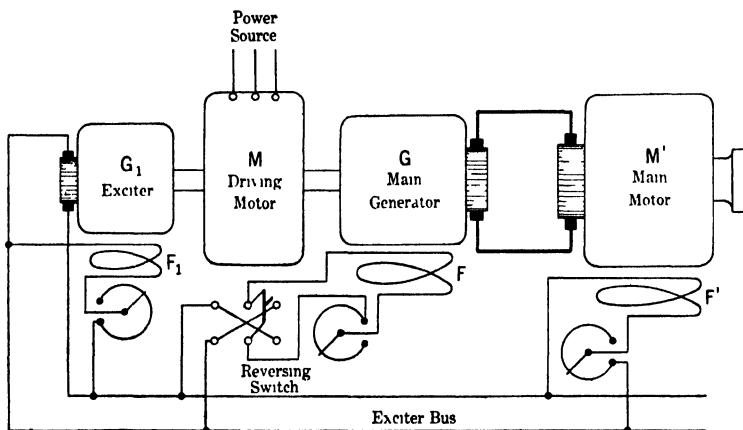 Power
Source
G1
Exciter
M
Driving
Motor
G
Main
Generator
M'
Main
Motor
F1
F
F'
Reversing
Switch
Exciter Bus